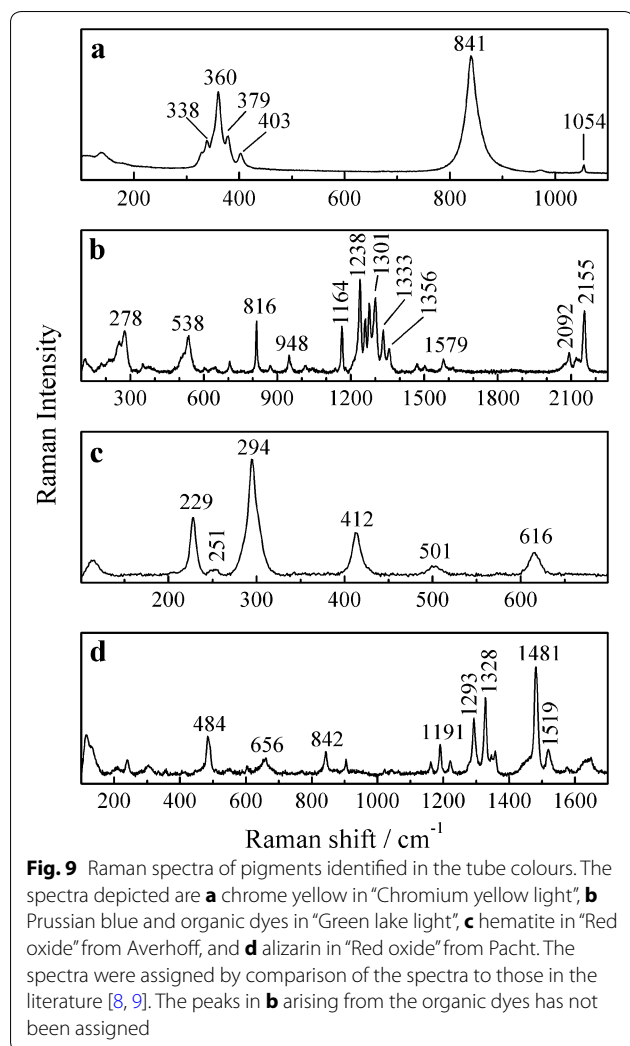 a
338
360
379
403
841
1054
200 400 600 800 1000
b
278
538
816
948
1164
1238
1301
1333
1356
1579
2092
2155
300 600 900 1200 1500 1800 2100
c
229
251
294
412
501
616
200 300 400 500 600
d
484
656
842
1191
1293
1328
1481
1519
200 400 600 800 1000 1200 1400 1600
Raman Intensity
Raman shift / cm⁻¹
Fig. 9 Raman spectra of pigments identified in the tube colours. The
spectra depicted are a chrome yellow in “Chromium yellow light”, b
Prussian blue and organic dyes in “Green lake light”, c hematite in “Red
oxide” from Averhoff, and d alizarin in “Red oxide” from Pacht. The
spectra were assigned by comparison of the spectra to those in the
literature [8, 9]. The peaks in b arising from the organic dyes has not
been assigned